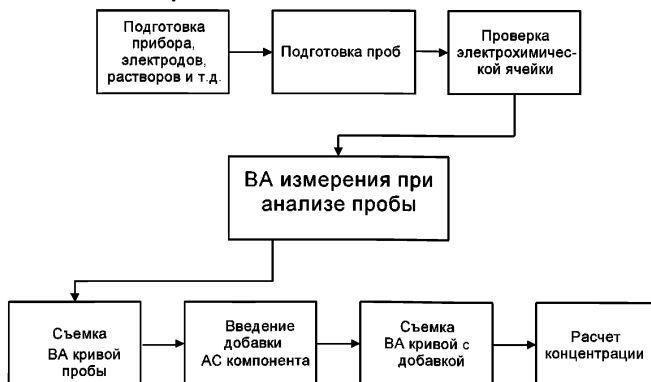 Подготовка
прибора,
электродов,
растворов и т.д.
Подготовка проб
Проверка
электрохимичес-
кой ячейки
ВА измерения при
анализе пробы
Съемка
ВА кривой
пробы
Введение
добавки
АС компонента
Съемка
ВА кривой с
добавкой
Расчет
концентрации